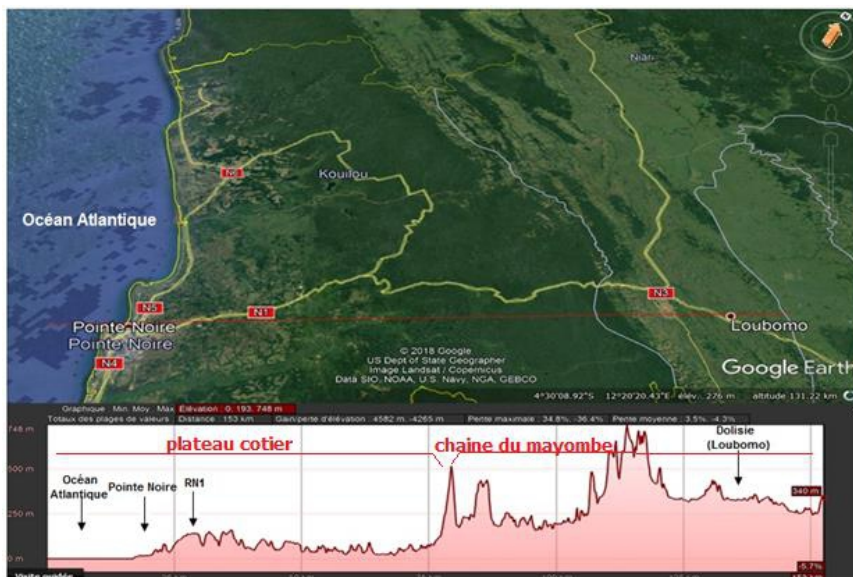 Niari
N6
Kouilou
Océan Atlantique
N5
N3
N1
Pointe Noire
Pointe Noire
Loubomo
N4
© 2018 Google
US Dept of State Geographer
Image Landsat / Copernicus
Data SIO, NOAA, U.S. Navy, NGA, GEBCO
Google Earth
4°30'08.92"S 12°20'20.43"E élév. 276 m altitude 131.22 km
Graphique : Min, Moy, Max Élévation : 0, 193, 748 m
Totaux des plages de valeurs : Distance : 153 km Gain/perte d'élévation : 4582 m, -4265 m Pente maximale : 34.8%, -36.4% Pente moyenne : 3.5%, -4.3%
748 m
plateau cotier
chaine du mayombe
Dolisie
(Loubomo)
500 m
Océan
Atlantique
Pointe Noire
RN1
340 m
250 m
0 m
-5.7%